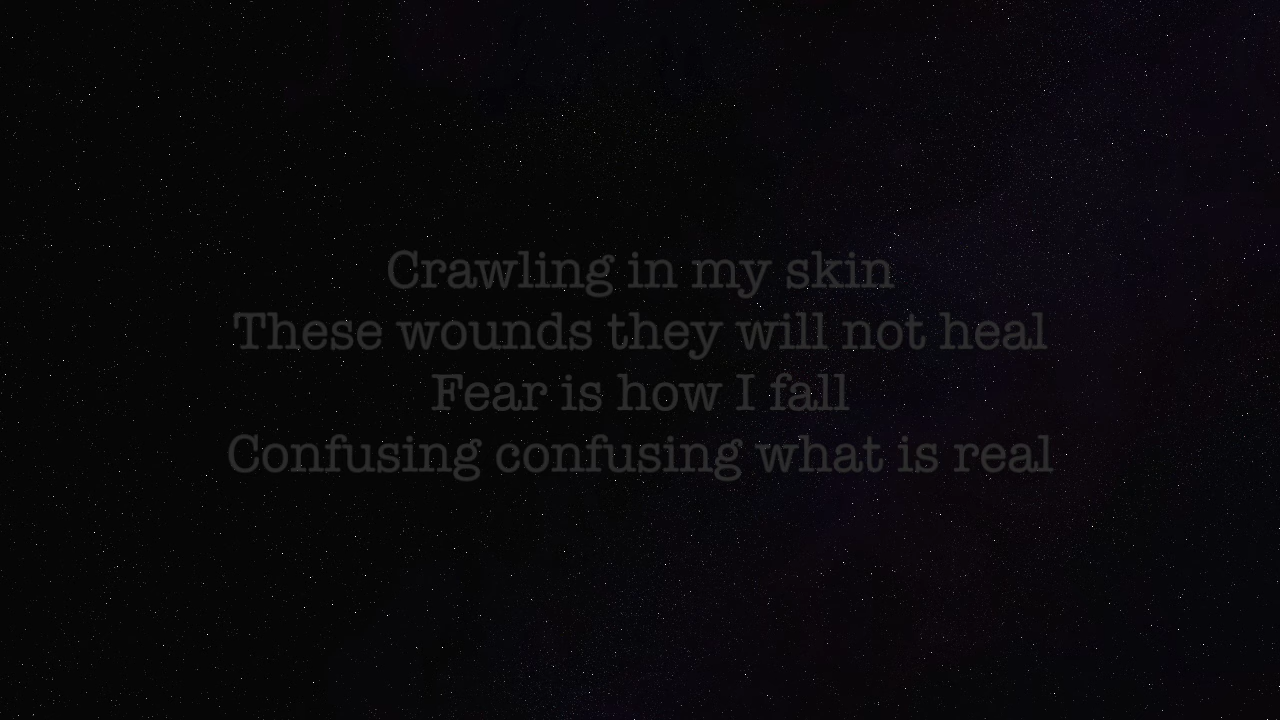 Crawling in my skin
These wounds they will not heal
Fear is how I fall
Confusing confusing what is real